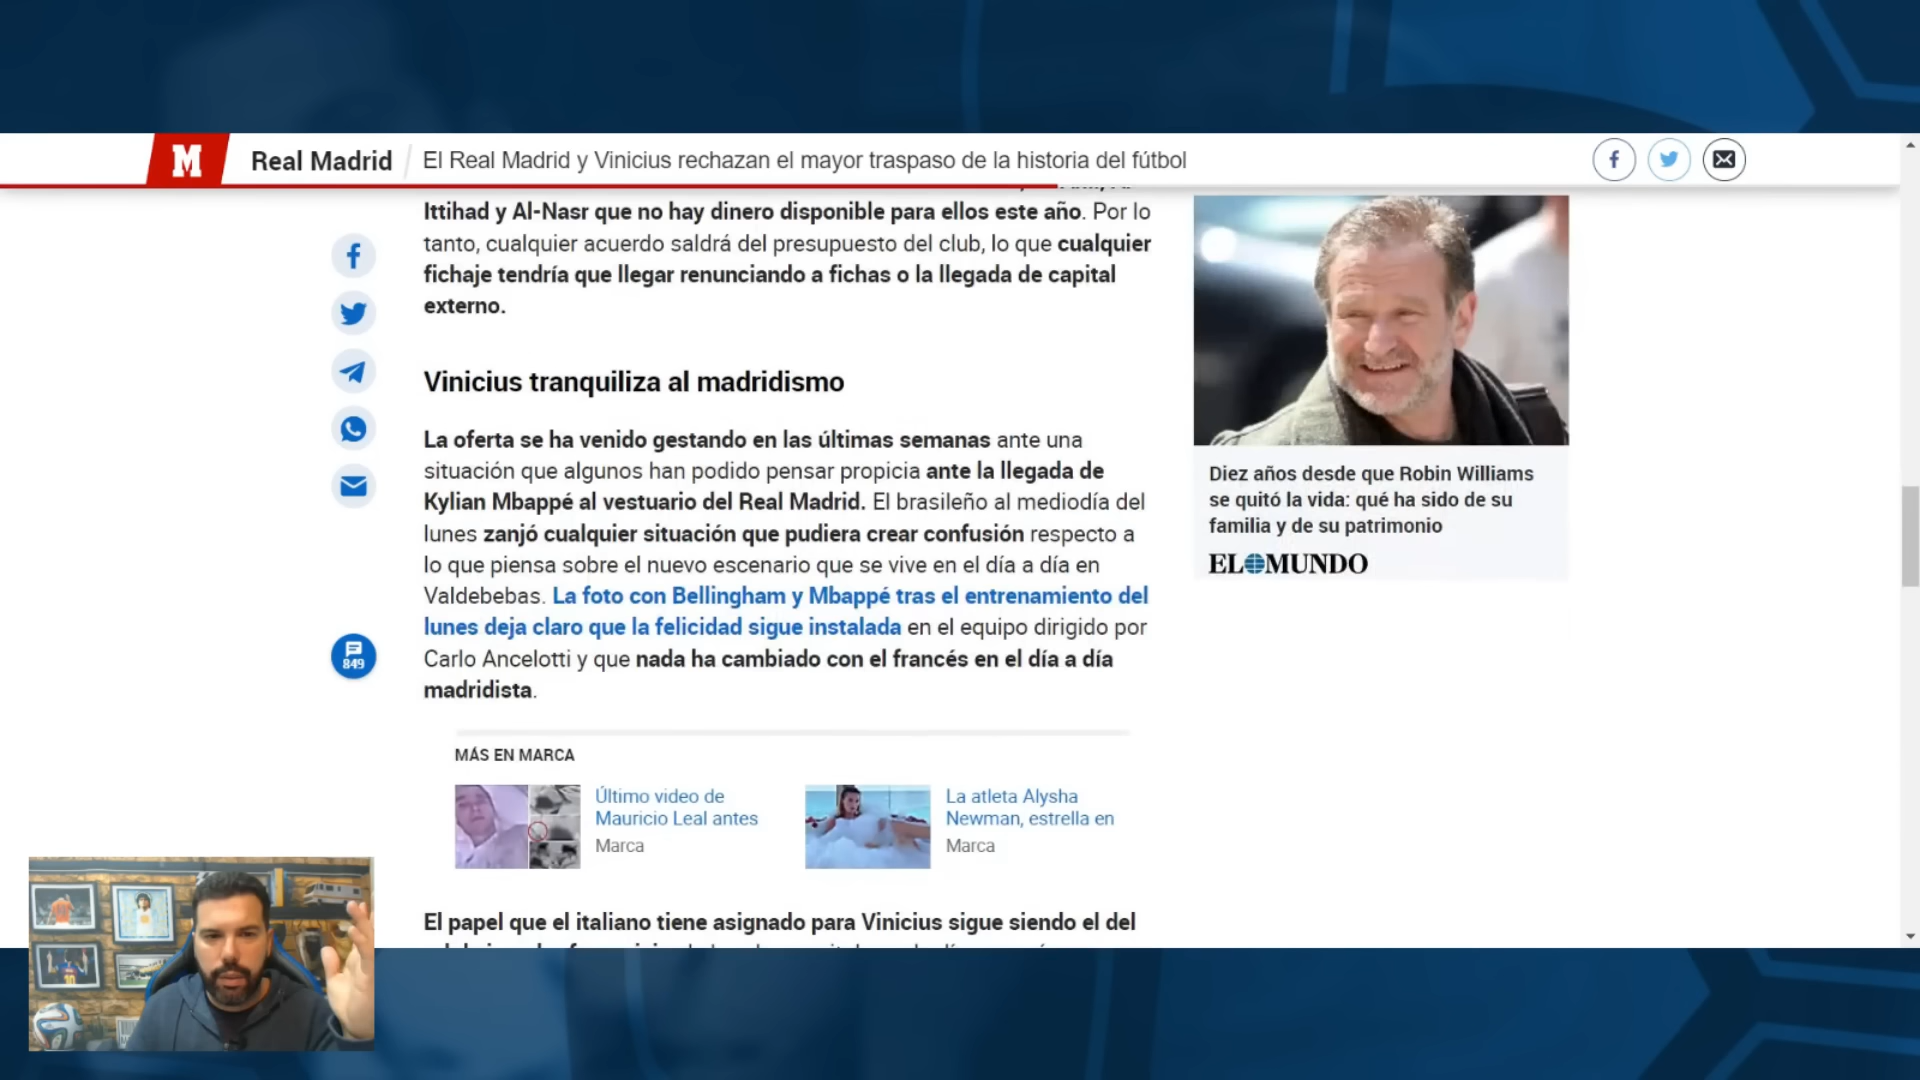 M
Real Madrid
El Real Madrid y Vinicius rechazan el mayor traspaso de la historia del fútbol
Ittihad y Al-Nasr que no hay dinero disponible para ellos este año. Por lo
tanto, cualquier acuerdo saldrá del presupuesto del club, lo que cualquier
fichaje tendría que llegar renunciando a fichas o la llegada de capital
externo.
Vinicius tranquiliza al madridismo
La oferta se ha venido gestando en las últimas semanas ante una
situación que algunos han podido pensar propicia ante la llegada de
Kylian Mbappé al vestuario del Real Madrid. El brasileño al mediodía del
lunes zanjó cualquier situación que pudiera crear confusión respecto a
lo que piensa sobre el nuevo escenario que se vive en el día a día en
Valdebebas. La foto con Bellingham y Mbappé tras el entrenamiento del
lunes deja claro que la felicidad sigue instalada en el equipo dirigido por
Carlo Ancelotti y que nada ha cambiado con el francés en el día a día
madridista.
849
MÁS EN MARCA
Último video de
Mauricio Leal antes
Marca
La atleta Alysha
Newman, estrella en
Marca
El papel que el italiano tiene asignado para Vinicius sigue siendo el del
Diez años desde que Robin Williams
se quitó la vida: qué ha sido de su
familia y de su patrimonio
EL MUNDO